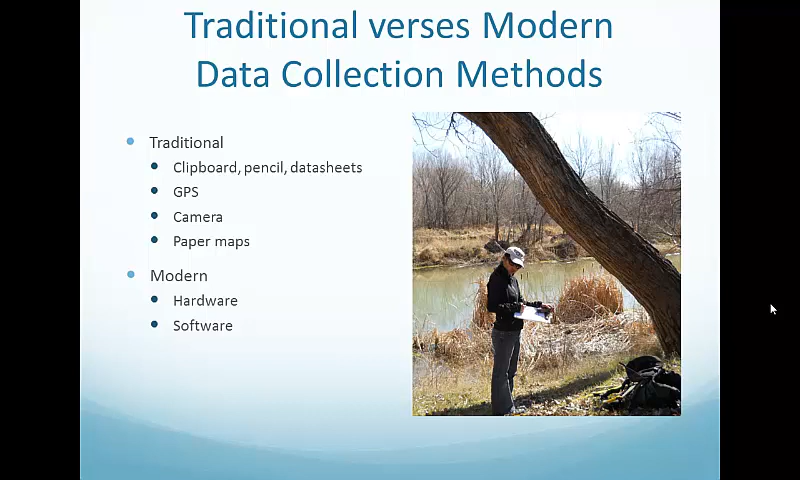 Traditional verses Modern
Data Collection Methods
Traditional
Clipboard, pencil, datasheets
GPS
Camera
Paper maps
Modern
Hardware
Software